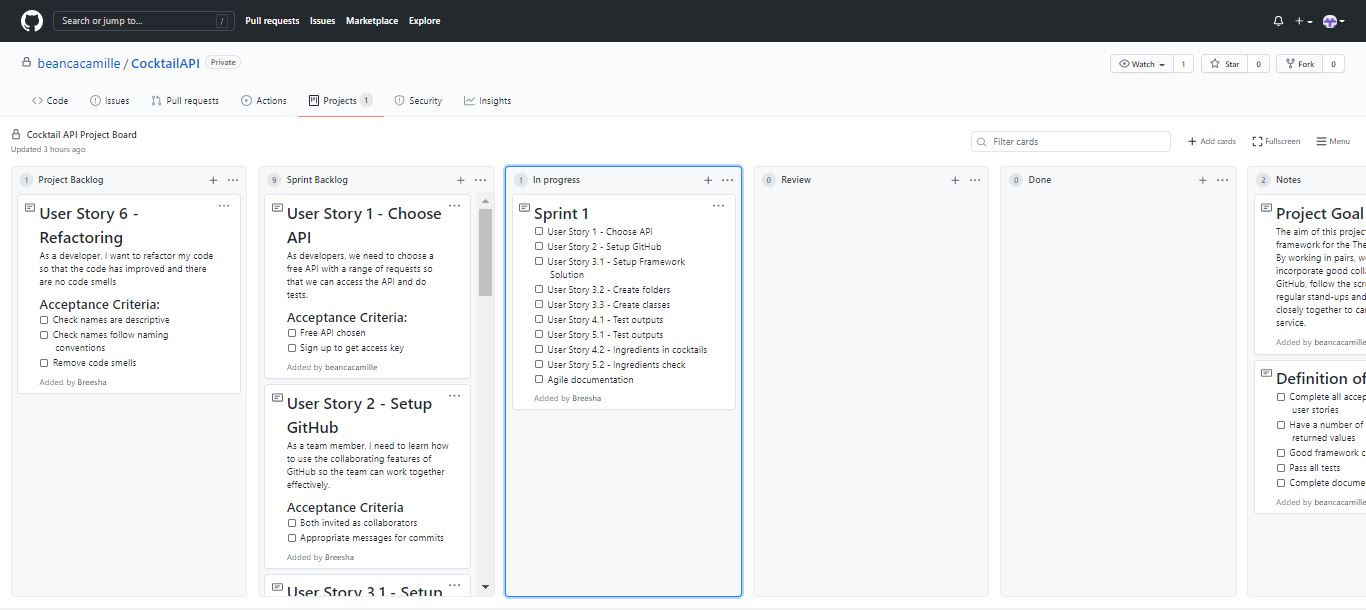 Search or jump to... /
Pull requests Issues Marketplace Explore
beancacamille / CocktailAPI Private
Watch 1 Star 0 Fork 0
Code Issues Pull requests Actions Projects 1 Security Insights
Cocktail API Project Board
Updated 3 hours ago
Filter cards
Add cards Fullscreen Menu
1 Project Backlog
User Story 6 -
Refactoring
As a developer, I want to refactor my code
so that the code has improved and there
are no code smells
Acceptance Criteria:
Check names are descriptive
Check names follow naming
conventions
Remove code smells
Added by Breesha
9 Sprint Backlog
User Story 1 - Choose
API
As developers, we need to choose a
free API with a range of requests so
that we can access the API and do
tests.
Acceptance Criteria:
Free API chosen
Sign up to get access key
Added by beancacamille
User Story 2 - Setup
GitHub
As a team member, I need to learn how
to use the collaborating features of
GitHub so the team can work together
effectively.
Acceptance Criteria
Both invited as collaborators
Appropriate messages for commits
Added by Breesha
User Story 3.1 - Setup
1 In progress
Sprint 1
User Story 1 - Choose API
User Story 2 - Setup GitHub
User Story 3.1 - Setup Framework
Solution
User Story 3.2 - Create folders
User Story 3.3 - Create classes
User Story 4.1 - Test outputs
User Story 5.1 - Test outputs
User Story 4.2 - Ingredients in cocktails
User Story 5.2 - Ingredients check
Agile documentation
Added by Breesha
0 Review
0 Done
2 Notes
Project Goal
The aim of this project
framework for the The
By working in pairs, we
incorporate good coll
GitHub, follow the scr
regular stand-ups and
closely together to ca
service.
Added by beancacamille
Definition of
Complete all accep
user stories
Have a number of
returned values
Good framework c
Pass all tests
Complete docume
Added by beancacamille